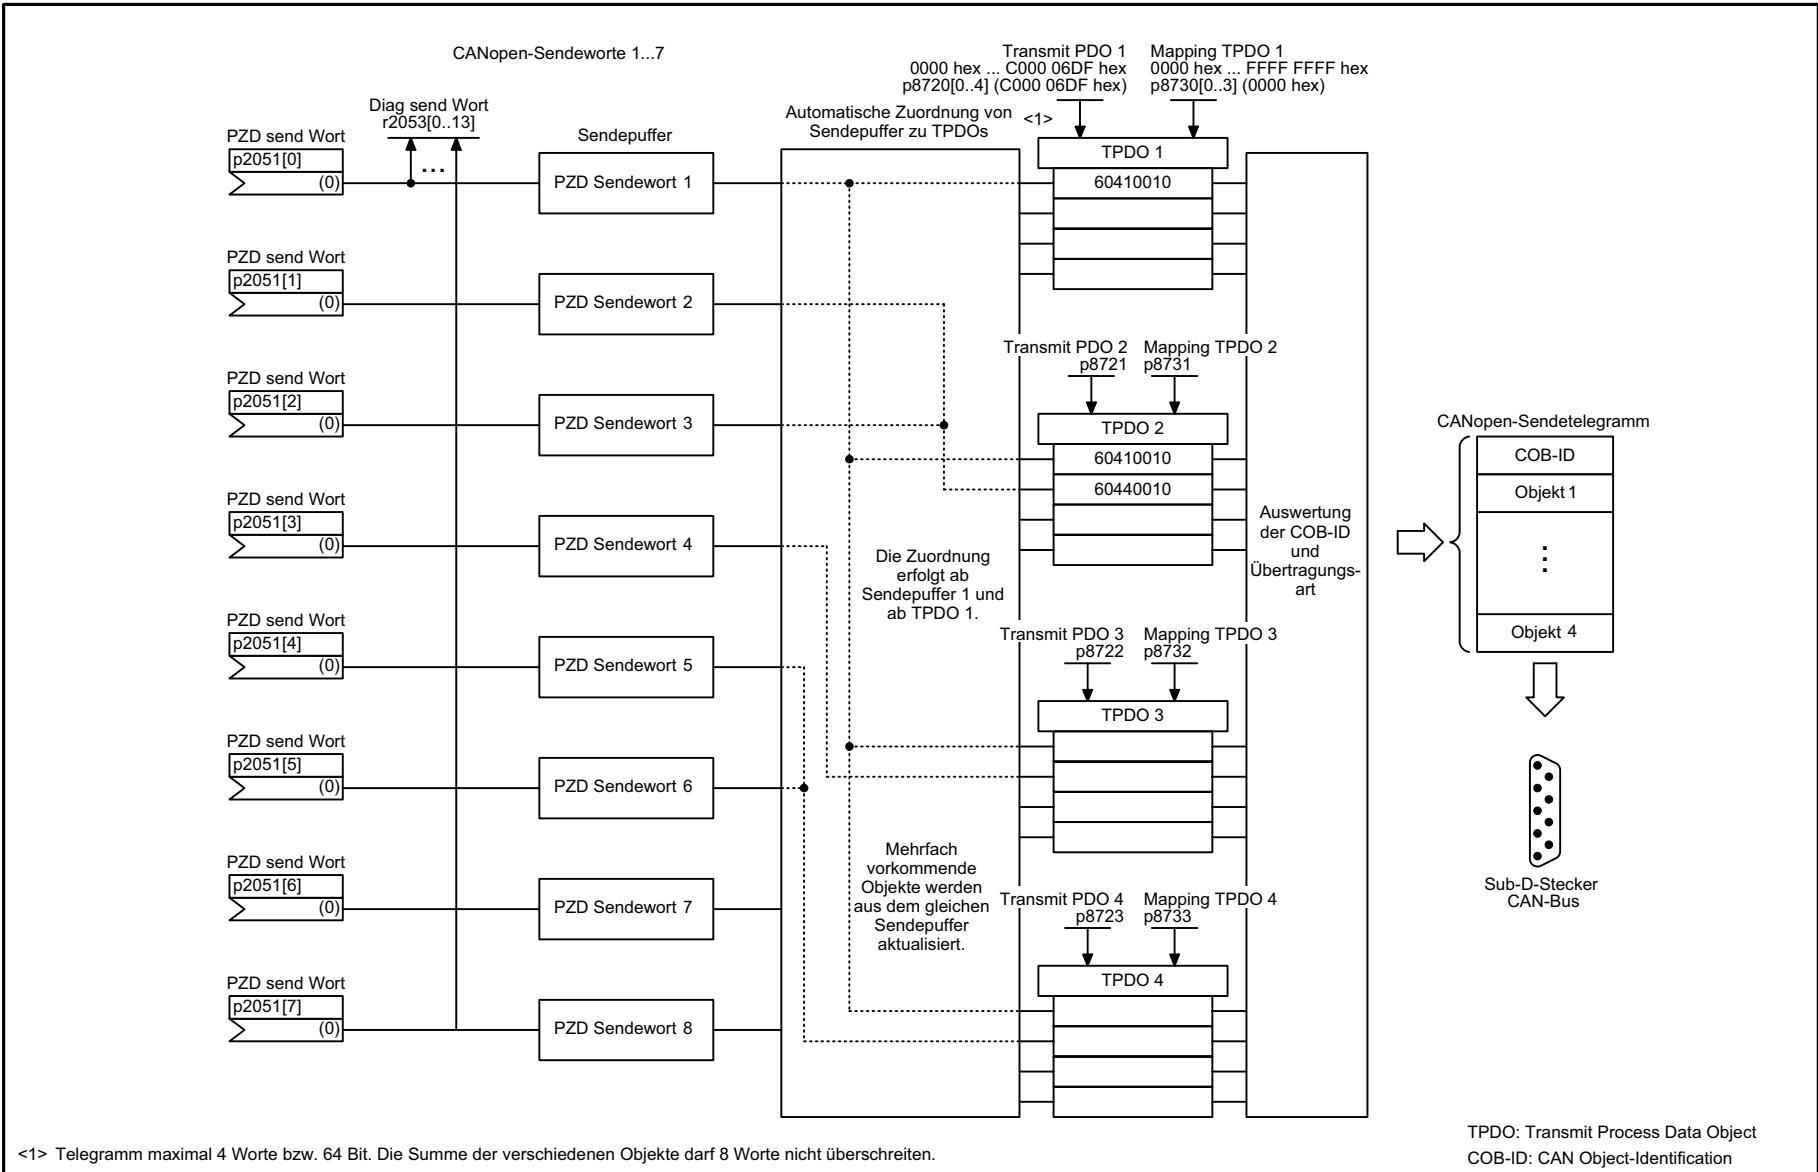 CANopen-Sendeworte 1...7
Transmit PDO 1
0000 hex ... C000 06DF hex
p8720[0..4] (C000 06DF hex)
Mapping TPDO 1
0000 hex ... FFFF FFFF hex
p8730[0..3] (0000 hex)
Diag send Wort
r2053[0..13]
Sendepuffer
Automatische Zuordnung von
Sendepuffer zu TPDOs
<1>
PZD send Wort
p2051[0]
(0)
...
PZD Sendewort 1
TPDO 1
60410010
PZD send Wort
p2051[1]
(0)
PZD Sendewort 2
PZD send Wort
p2051[2]
(0)
PZD Sendewort 3
Transmit PDO 2
p8721
Mapping TPDO 2
p8731
TPDO 2
60410010
60440010
PZD send Wort
p2051[3]
(0)
PZD Sendewort 4
Die Zuordnung
erfolgt ab
Sendepuffer 1 und
ab TPDO 1.
Auswertung
der COB-ID
und
Übertragungs-
art
CANopen-Sendetelegramm
COB-ID
Objekt 1
Objekt 4
PZD send Wort
p2051[4]
(0)
PZD Sendewort 5
Transmit PDO 3
p8722
Mapping TPDO 3
p8732
TPDO 3
PZD send Wort
p2051[5]
(0)
PZD Sendewort 6
Mehrfach
vorkommende
Objekte werden
aus dem gleichen
Sendepuffer
aktualisiert.
PZD send Wort
p2051[6]
(0)
PZD Sendewort 7
Transmit PDO 4
p8723
Mapping TPDO 4
p8733
TPDO 4
Sub-D-Stecker
CAN-Bus
PZD send Wort
p2051[7]
(0)
PZD Sendewort 8
<1> Telegramm maximal 4 Worte bzw. 64 Bit. Die Summe der verschiedenen Objekte darf 8 Worte nicht überschreiten.
TPDO: Transmit Process Data Object
COB-ID: CAN Object-Identification